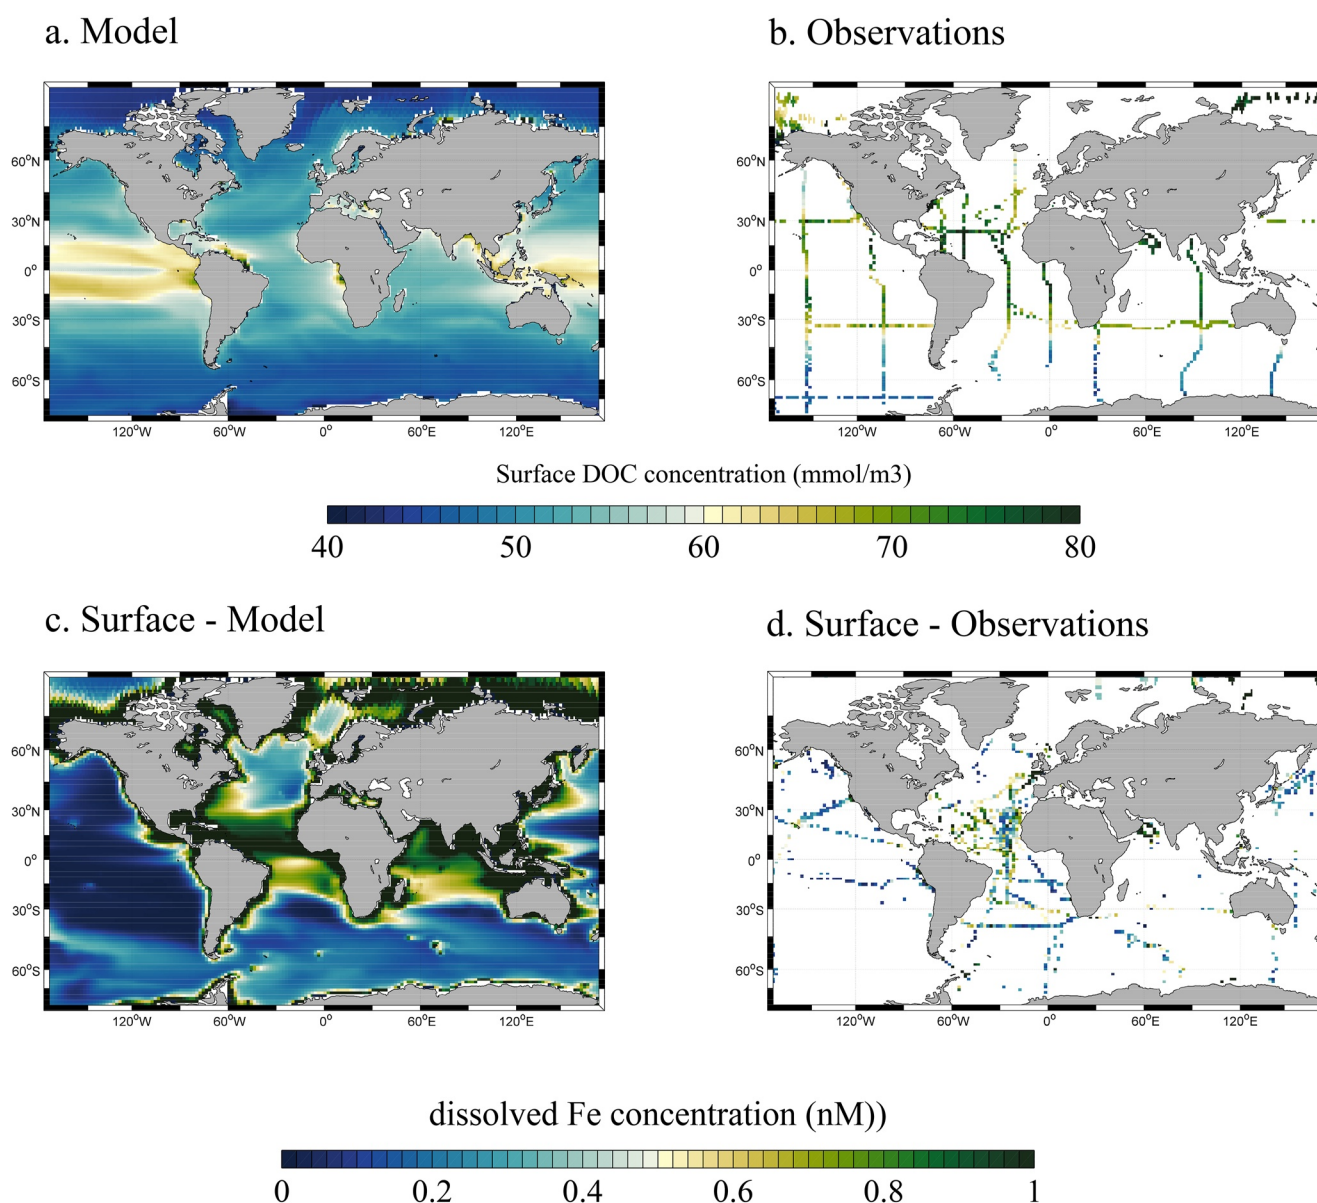 a. Model
b. Observations
60°N
30°N
0°
30°S
60°S
120°W 60°W 0° 60°E 120°E
60°N
30°N
0°
30°S
60°S
120°W 60°W 0° 60°E 120°E
Surface DOC concentration (mmol/m3)
40 50 60 70 80
c. Surface - Model
d. Surface - Observations
60°N
30°N
0°
30°S
60°S
120°W 60°W 0° 60°E 120°E
60°N
30°N
0°
30°S
60°S
120°W 60°W 0° 60°E 120°E
dissolved Fe concentration (nM))
0 0.2 0.4 0.6 0.8 1